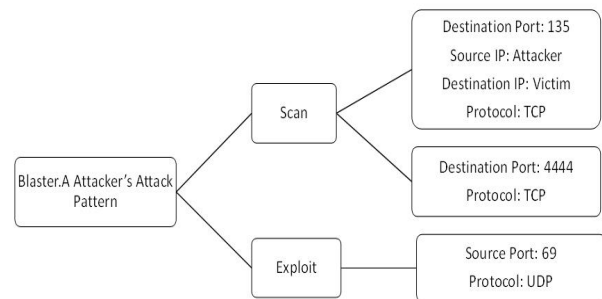 Blaster.A Attacker's Attack
Pattern
Scan
Destination Port: 135
Source IP: Attacker
Destination IP: Victim
Protocol: TCP
Destination Port: 4444
Protocol: TCP
Exploit
Source Port: 69
Protocol: UDP